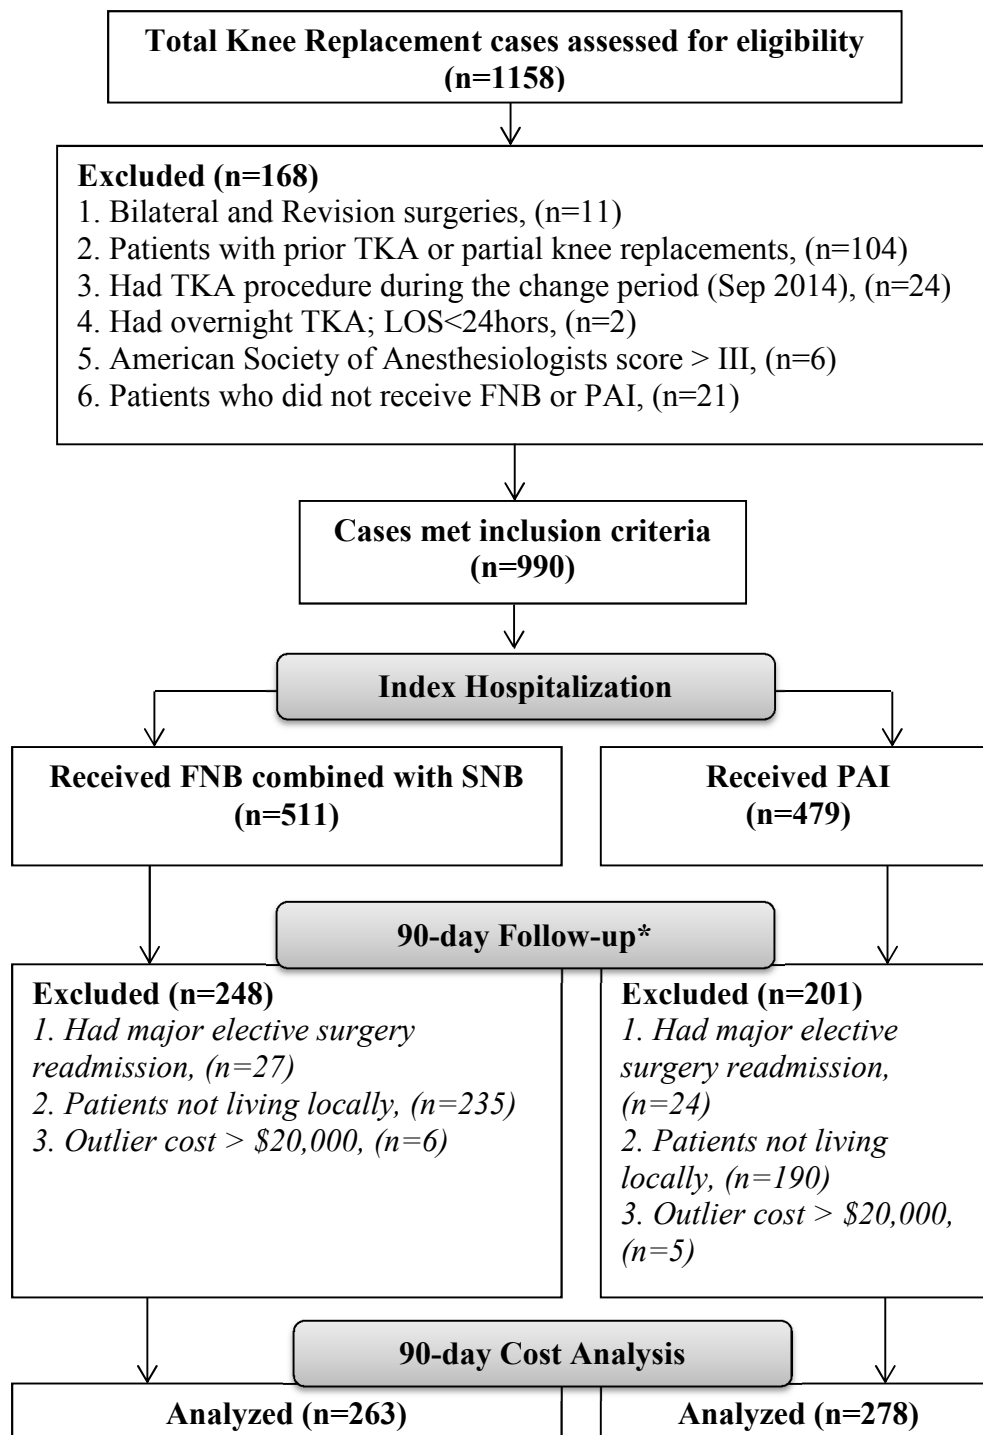 Total Knee Replacement cases assessed for eligibility
(n=1158)
Excluded (n=168)
1. Bilateral and Revision surgeries, (n=11)
2. Patients with prior TKA or partial knee replacements, (n=104)
3. Had TKA procedure during the change period (Sep 2014), (n=24)
4. Had overnight TKA; LOS<24hors, (n=2)
5. American Society of Anesthesiologists score > III, (n=6)
6. Patients who did not receive FNB or PAI, (n=21)
Cases met inclusion criteria
(n=990)
Index Hospitalization
Received FNB combined with SNB
(n=511)
Received PAI
(n=479)
90-day Follow-up*
Excluded (n=248)
1. Had major elective surgery
readmission, (n=27)
2. Patients not living locally, (n=235)
3. Outlier cost > $20,000, (n=6)
Excluded (n=201)
1. Had major elective
surgery readmission,
(n=24)
2. Patients not living
locally, (n=190)
3. Outlier cost > $20,000,
(n=5)
90-day Cost Analysis
Analyzed (n=263)
Analyzed (n=278)